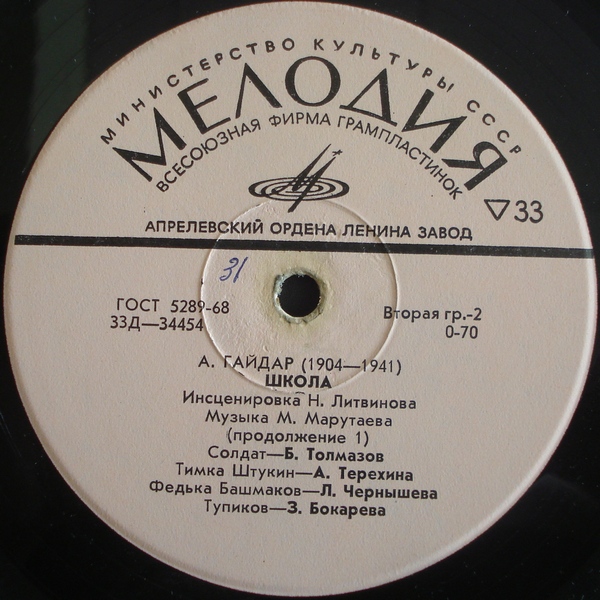 МИНИСТЕРСТВО КУЛЬТУРЫ СССР
МЕЛОДИЯ
ВСЕСОЮЗНАЯ ФИРМА ГРАМПЛАСТИНОК
▽33
АПРЕЛЕВСКИЙ ОРДЕНА ЛЕНИНА ЗАВОД
31
ГОСТ 5289-68
33Д—34454
Вторая гр.-2
0-70
А. ГАЙДАР (1904—1941)
ШКОЛА
Инсценировка Н. Литвинова
Музыка М. Марутаева
(продолжение 1)
Солдат—Б. Толмазов
Тимка Штукин—А. Терехина
Федька Башмаков—Л. Чернышева
Тупиков—З. Бокарева